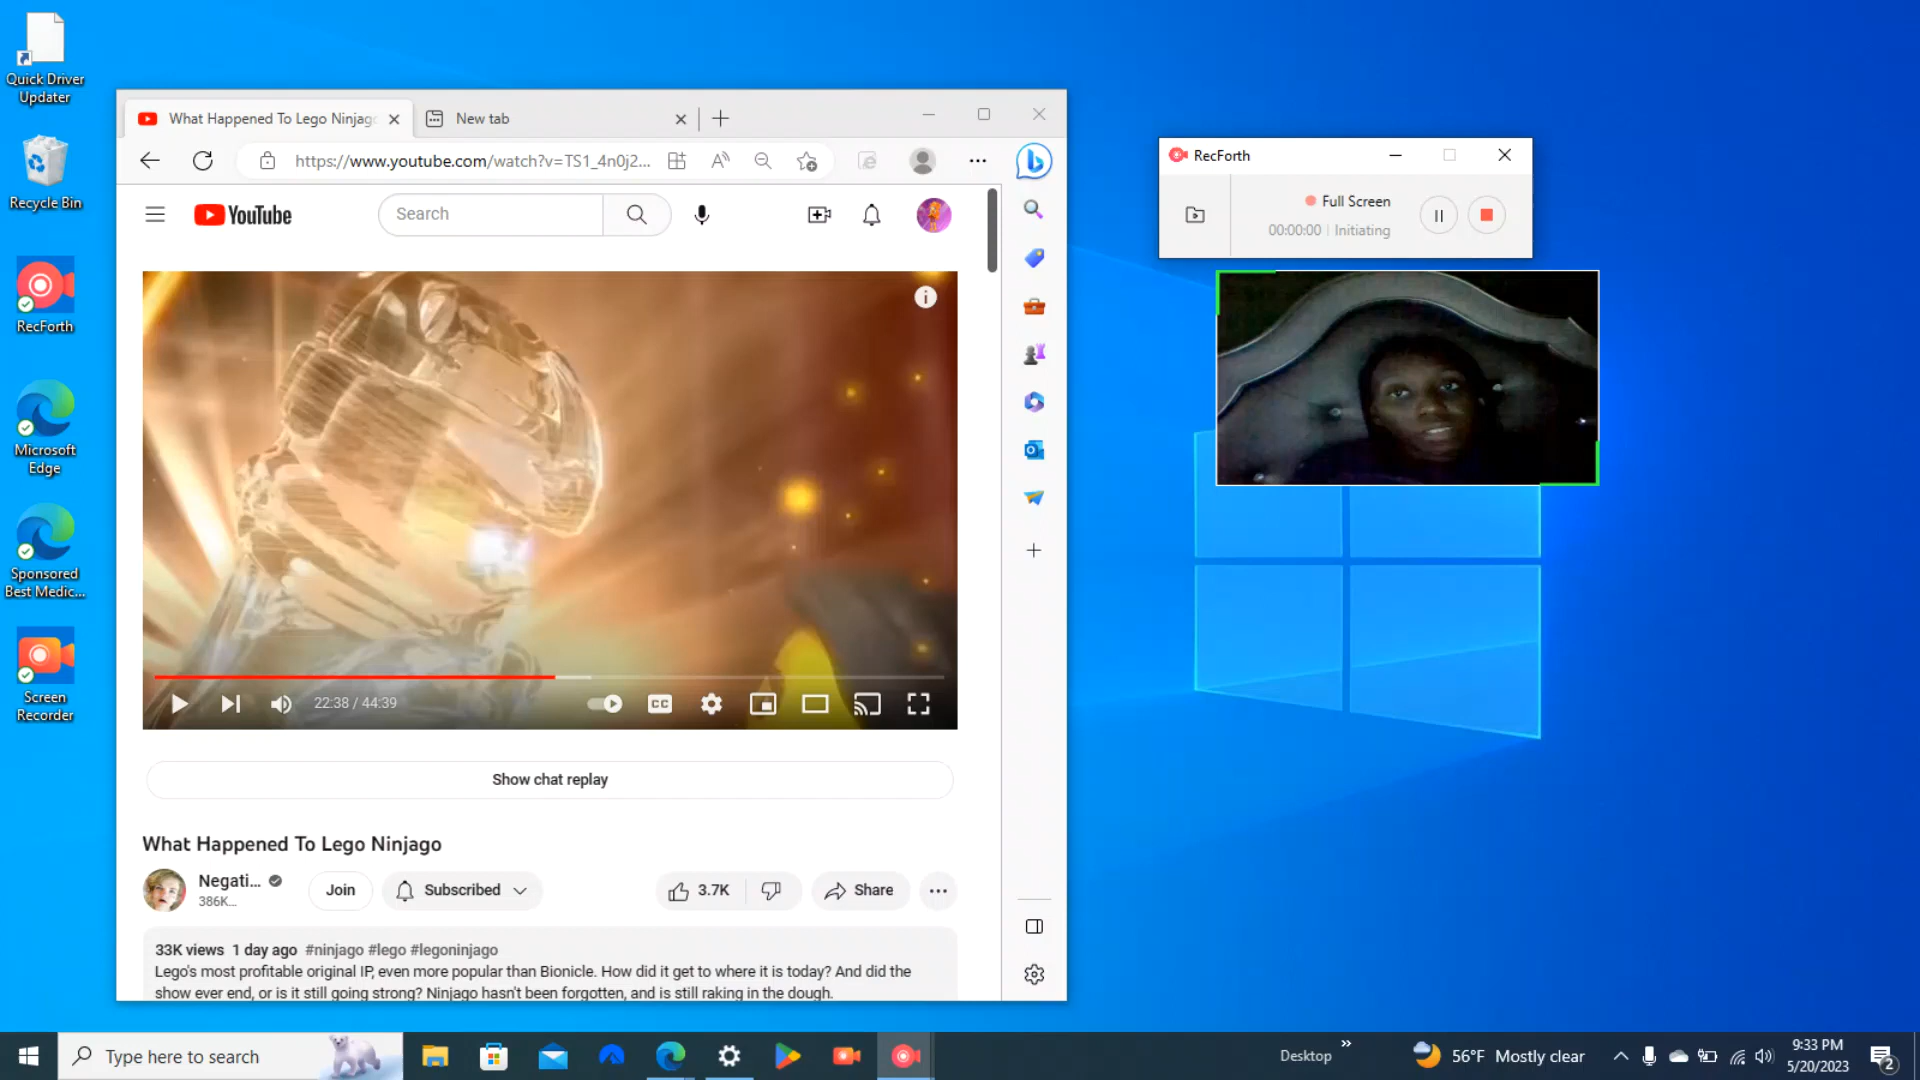 Quick Driver
Updater
Recycle Bin
RecForth
Microsoft
Edge
Sponsored
Best Medic...
Screen
Recorder
What Happened To Lego Ninjago
New tab
https://www.youtube.com/watch?v=TS1_4n0j2...
YouTube
Search
22:38 / 44:39
CC
Show chat replay
What Happened To Lego Ninjago
Negati...
386K...
Join
Subscribed
3.7K
Share
33K views 1 day ago #ninjago #lego #legoninjago
Lego's most profitable original IP, even more popular than Bionicle. How did it get to where it is today? And did the
show ever end, or is it still going strong? Ninjago hasn't been forgotten, and is still raking in the dough.
RecForth
Full Screen
00:00:00 | Initiating
Type here to search
Desktop
56°F Mostly clear
9:33 PM
5/20/2023
2